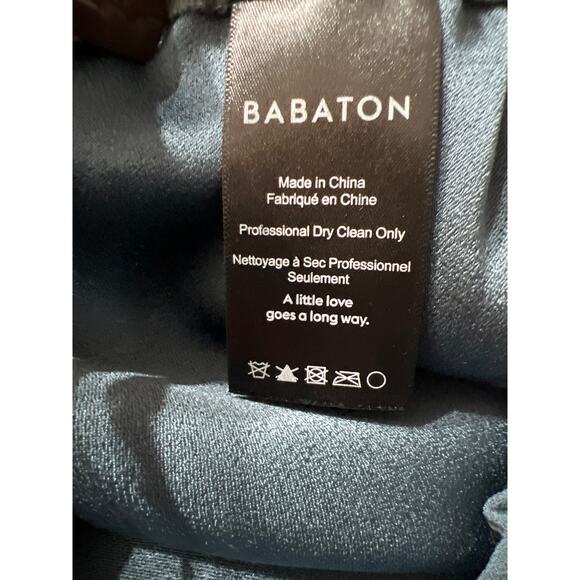 BABATON
Made in China
Fabriqué en Chine
Professional Dry Clean Only
Nettoyage à Sec Professionnel
Seulement
A little love
goes a long way.